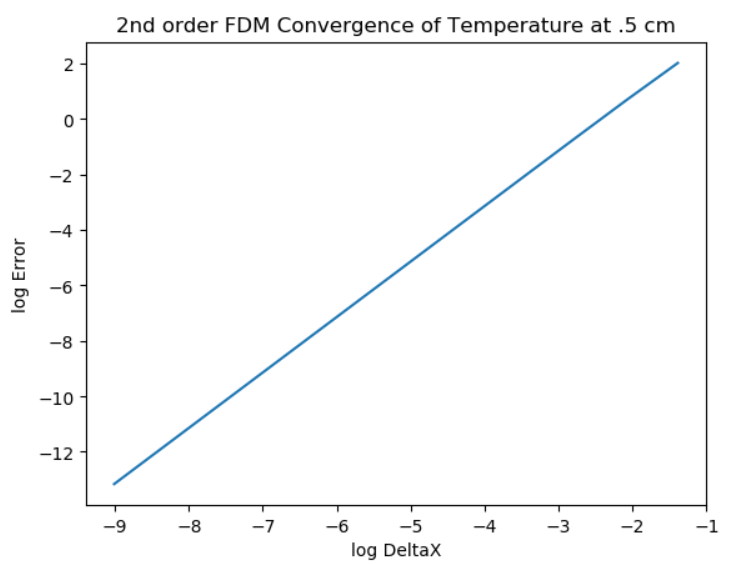 2nd order FDM Convergence of Temperature at .5 cm
2
0
−2
−4
−6
−8
−10
−12
log Error
−9 −8 −7 −6 −5 −4 −3 −2 −1
log DeltaX